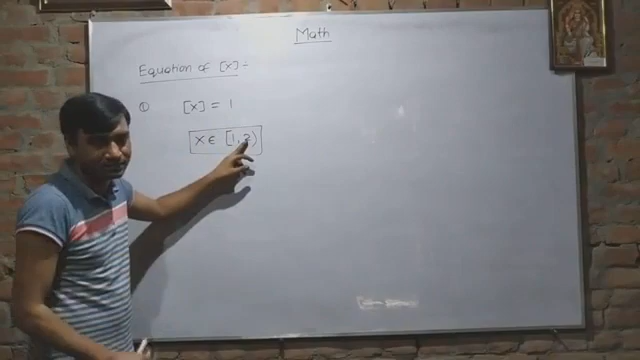 Math
Equation of [x] :-
① [x] = 1
x ∈ [1, 2)